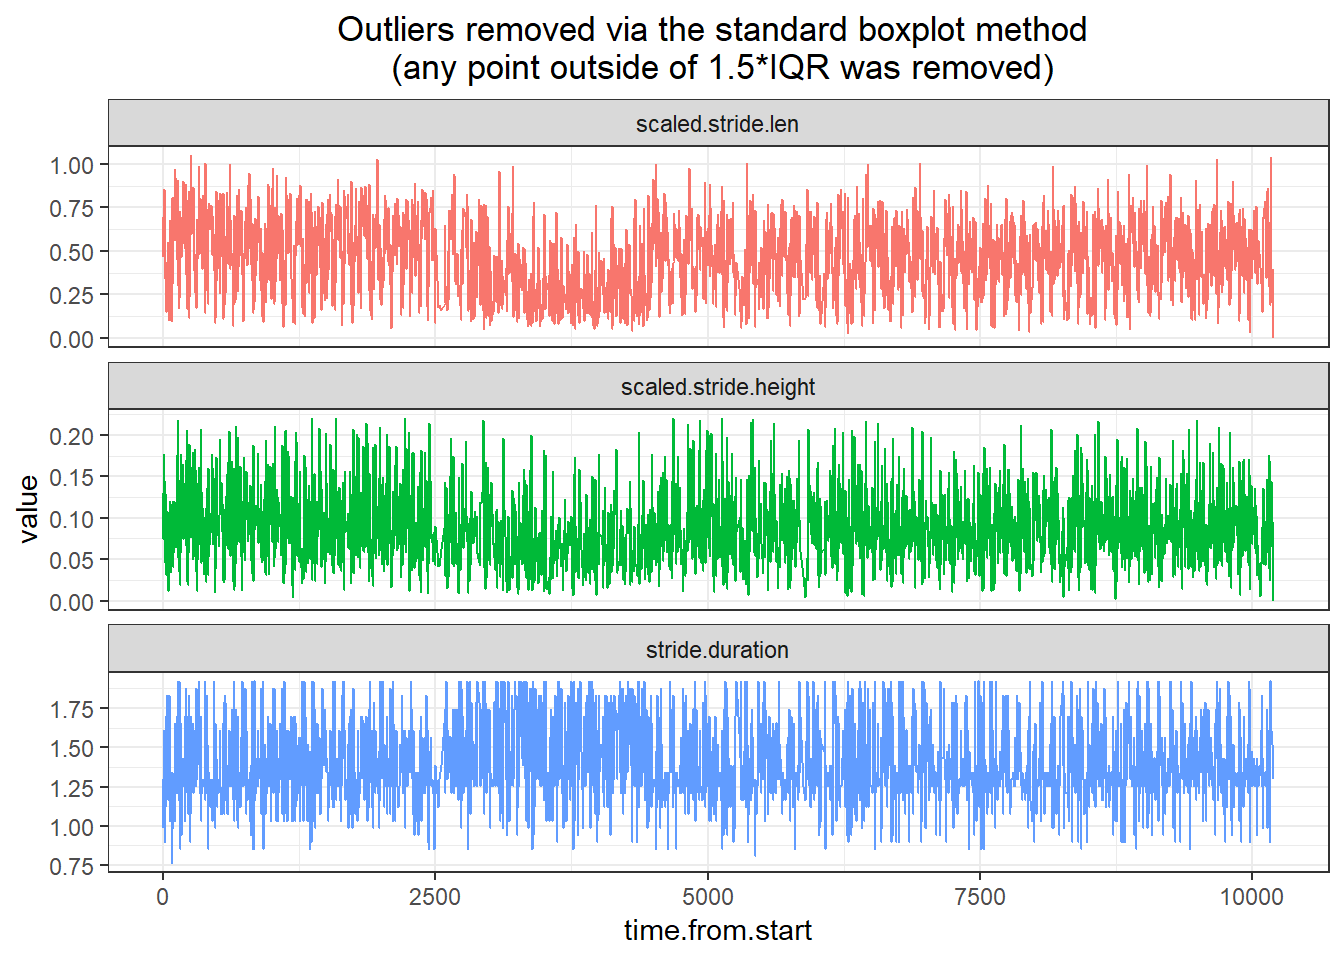 Outliers removed via the standard boxplot method
(any point outside of 1.5*IQR was removed)
scaled.stride.len
1.00
0.75
0.50
0.25
0.00
scaled.stride.height
0.20
0.15
0.10
0.05
0.00
value
stride.duration
1.75
1.50
1.25
1.00
0.75
0 2500 5000 7500 10000
time.from.start